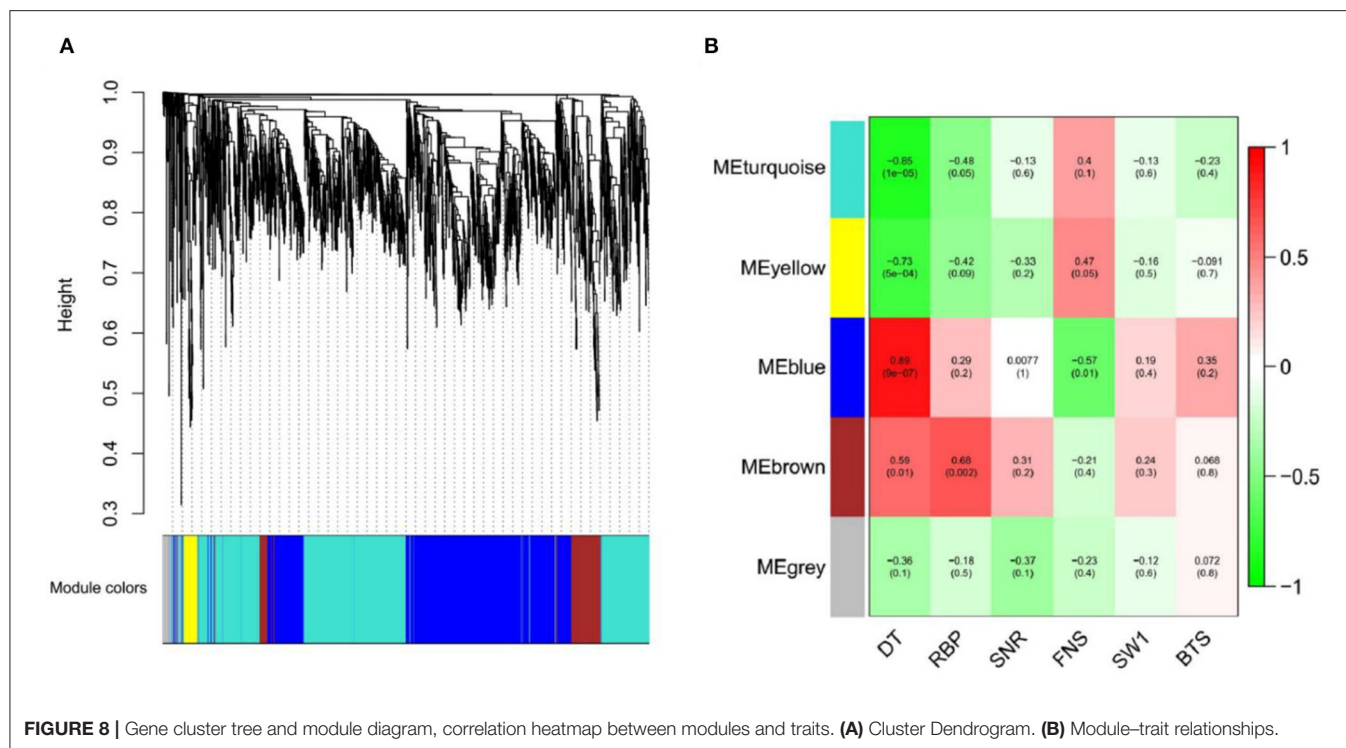 A
B
Height
1.0
0.9
0.8
0.7
0.6
0.5
0.4
0.3
Module colors
MEturquoise
−0.85 −0.48 −0.13 0.4 −0.13 −0.23
(1e−05) (0.05) (0.6) (0.1) (0.6) (0.4)
MEyellow
−0.73 −0.42 −0.33 0.47 −0.16 −0.091
(5e−04) (0.09) (0.2) (0.05) (0.5) (0.7)
MEblue
0.89 0.29 0.0077 −0.57 0.19 0.35
(9e−07) (0.2) (1) (0.01) (0.4) (0.2)
MEbrown
0.59 0.68 0.31 −0.21 0.24 0.068
(0.01) (0.002) (0.2) (0.4) (0.3) (0.8)
MEgrey
−0.36 −0.18 −0.37 −0.23 −0.12 0.072
(0.1) (0.5) (0.1) (0.4) (0.6) (0.8)
DT RBP SNR FNS SW1 BTS
1
0.5
0
−0.5
−1
FIGURE 8 | Gene cluster tree and module diagram, correlation heatmap between modules and traits. (A) Cluster Dendrogram. (B) Module–trait relationships.